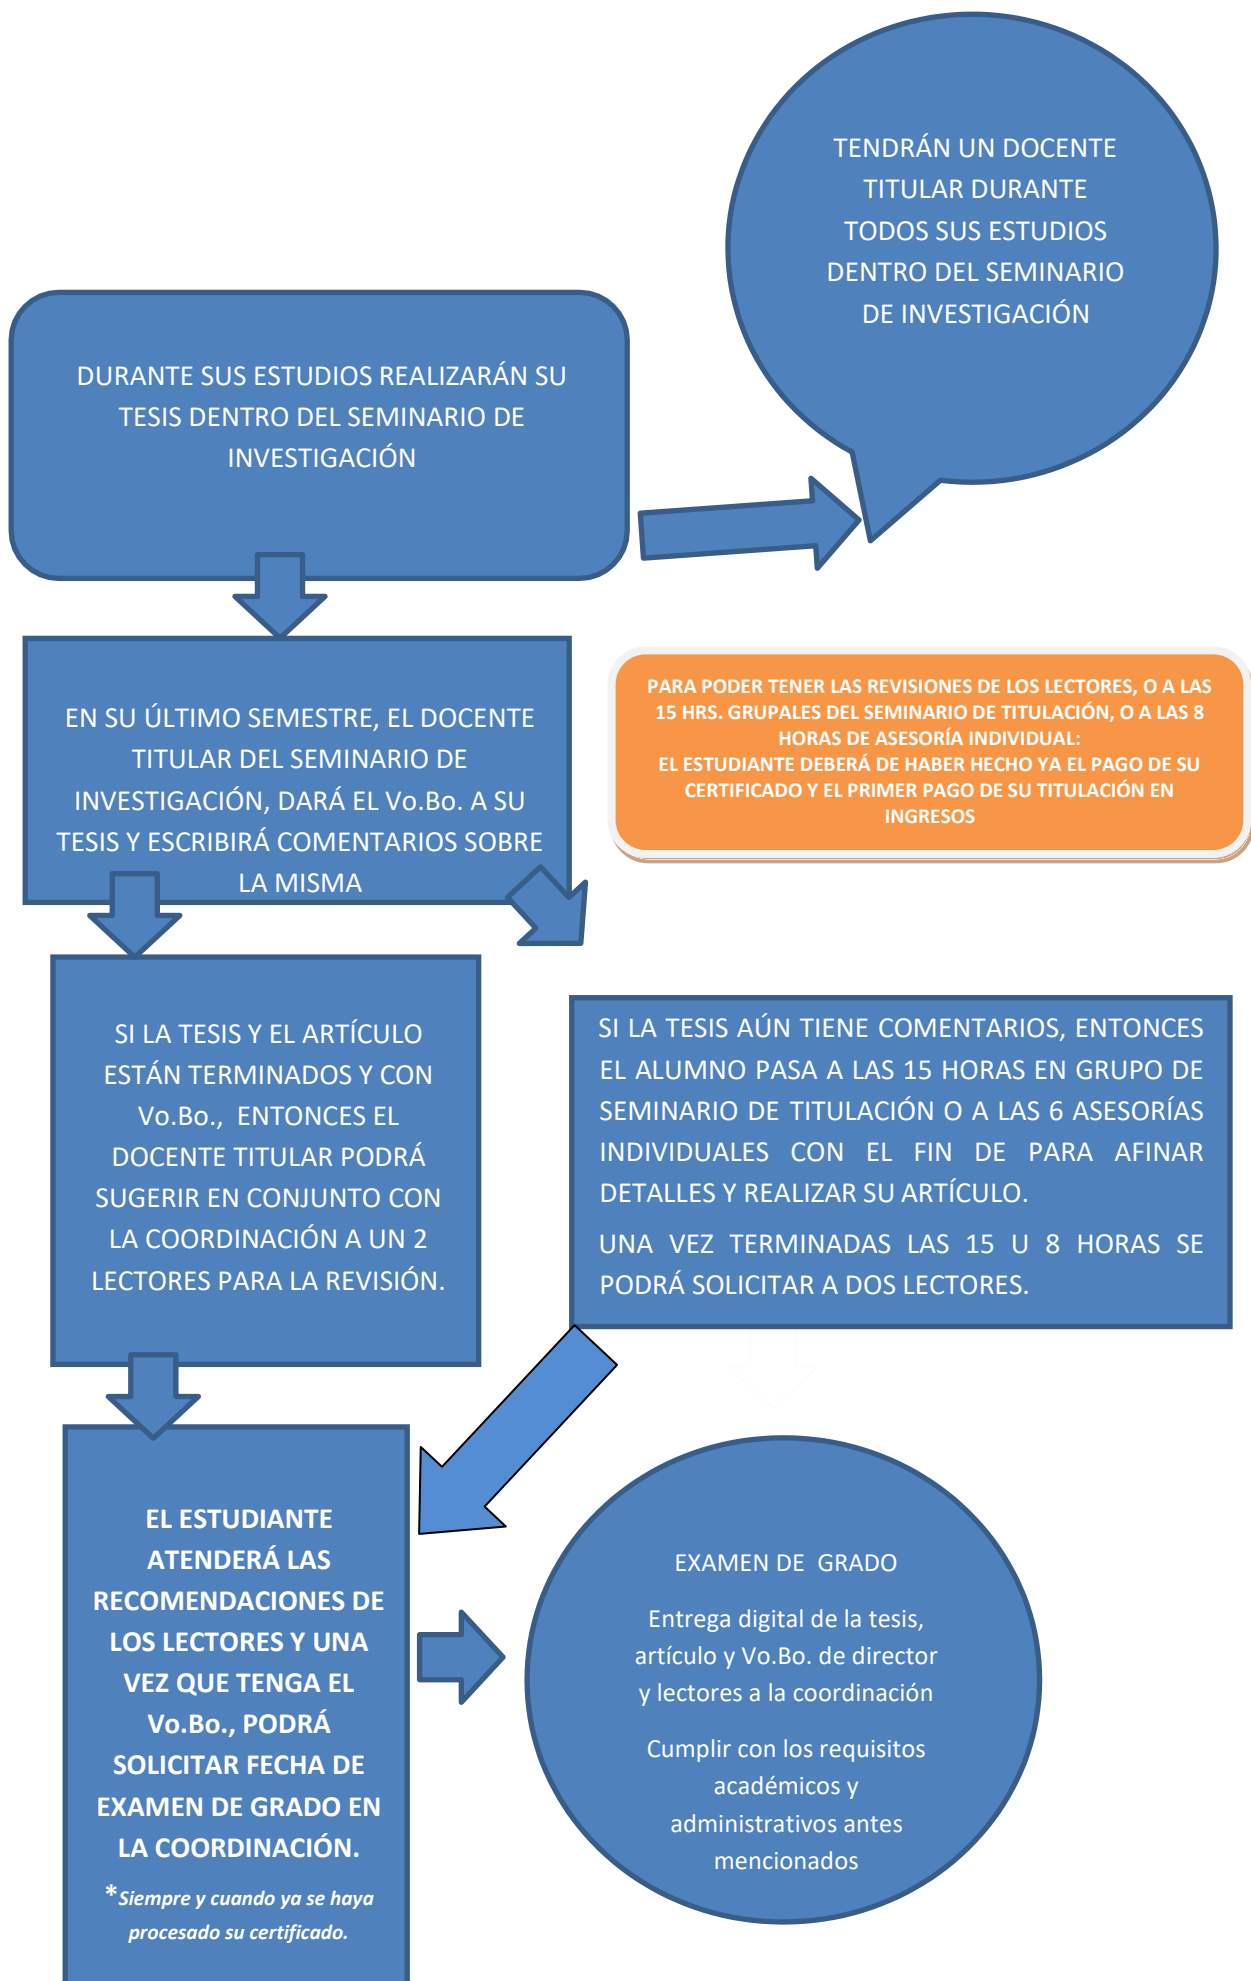 TENDRÁN UN DOCENTE
TITULAR DURANTE
TODOS SUS ESTUDIOS
DENTRO DEL SEMINARIO
DE INVESTIGACIÓN
DURANTE SUS ESTUDIOS REALIZARÁN SU
TESIS DENTRO DEL SEMINARIO DE
INVESTIGACIÓN
EN SU ÚLTIMO SEMESTRE, EL DOCENTE
TITULAR DEL SEMINARIO DE
INVESTIGACIÓN, DARÁ EL Vo.Bo. A SU
TESIS Y ESCRIBIRÁ COMENTARIOS SOBRE
LA MISMA
PARA PODER TENER LAS REVISIONES DE LOS LECTORES, O A LAS
15 HRS. GRUPALES DEL SEMINARIO DE TITULACIÓN, O A LAS 8
HORAS DE ASESORÍA INDIVIDUAL:
EL ESTUDIANTE DEBERÁ DE HABER HECHO YA EL PAGO DE SU
CERTIFICADO Y EL PRIMER PAGO DE SU TITULACIÓN EN
INGRESOS
SI LA TESIS Y EL ARTÍCULO
ESTÁN TERMINADOS Y CON
Vo.Bo., ENTONCES EL
DOCENTE TITULAR PODRÁ
SUGERIR EN CONJUNTO CON
LA COORDINACIÓN A UN 2
LECTORES PARA LA REVISIÓN.
SI LA TESIS AÚN TIENE COMENTARIOS, ENTONCES
EL ALUMNO PASA A LAS 15 HORAS EN GRUPO DE
SEMINARIO DE TITULACIÓN O A LAS 6 ASESORÍAS
INDIVIDUALES CON EL FIN DE PARA AFINAR
DETALLES Y REALIZAR SU ARTÍCULO.
UNA VEZ TERMINADAS LAS 15 U 8 HORAS SE
PODRÁ SOLICITAR A DOS LECTORES.
EL ESTUDIANTE
ATENDERÁ LAS
RECOMENDACIONES DE
LOS LECTORES Y UNA
VEZ QUE TENGA EL
Vo.Bo., PODRÁ
SOLICITAR FECHA DE
EXAMEN DE GRADO EN
LA COORDINACIÓN.
*Siempre y cuando ya se haya
procesado su certificado.
EXAMEN DE GRADO
Entrega digital de la tesis,
artículo y Vo.Bo. de director
y lectores a la coordinación
Cumplir con los requisitos
académicos y
administrativos antes
mencionados